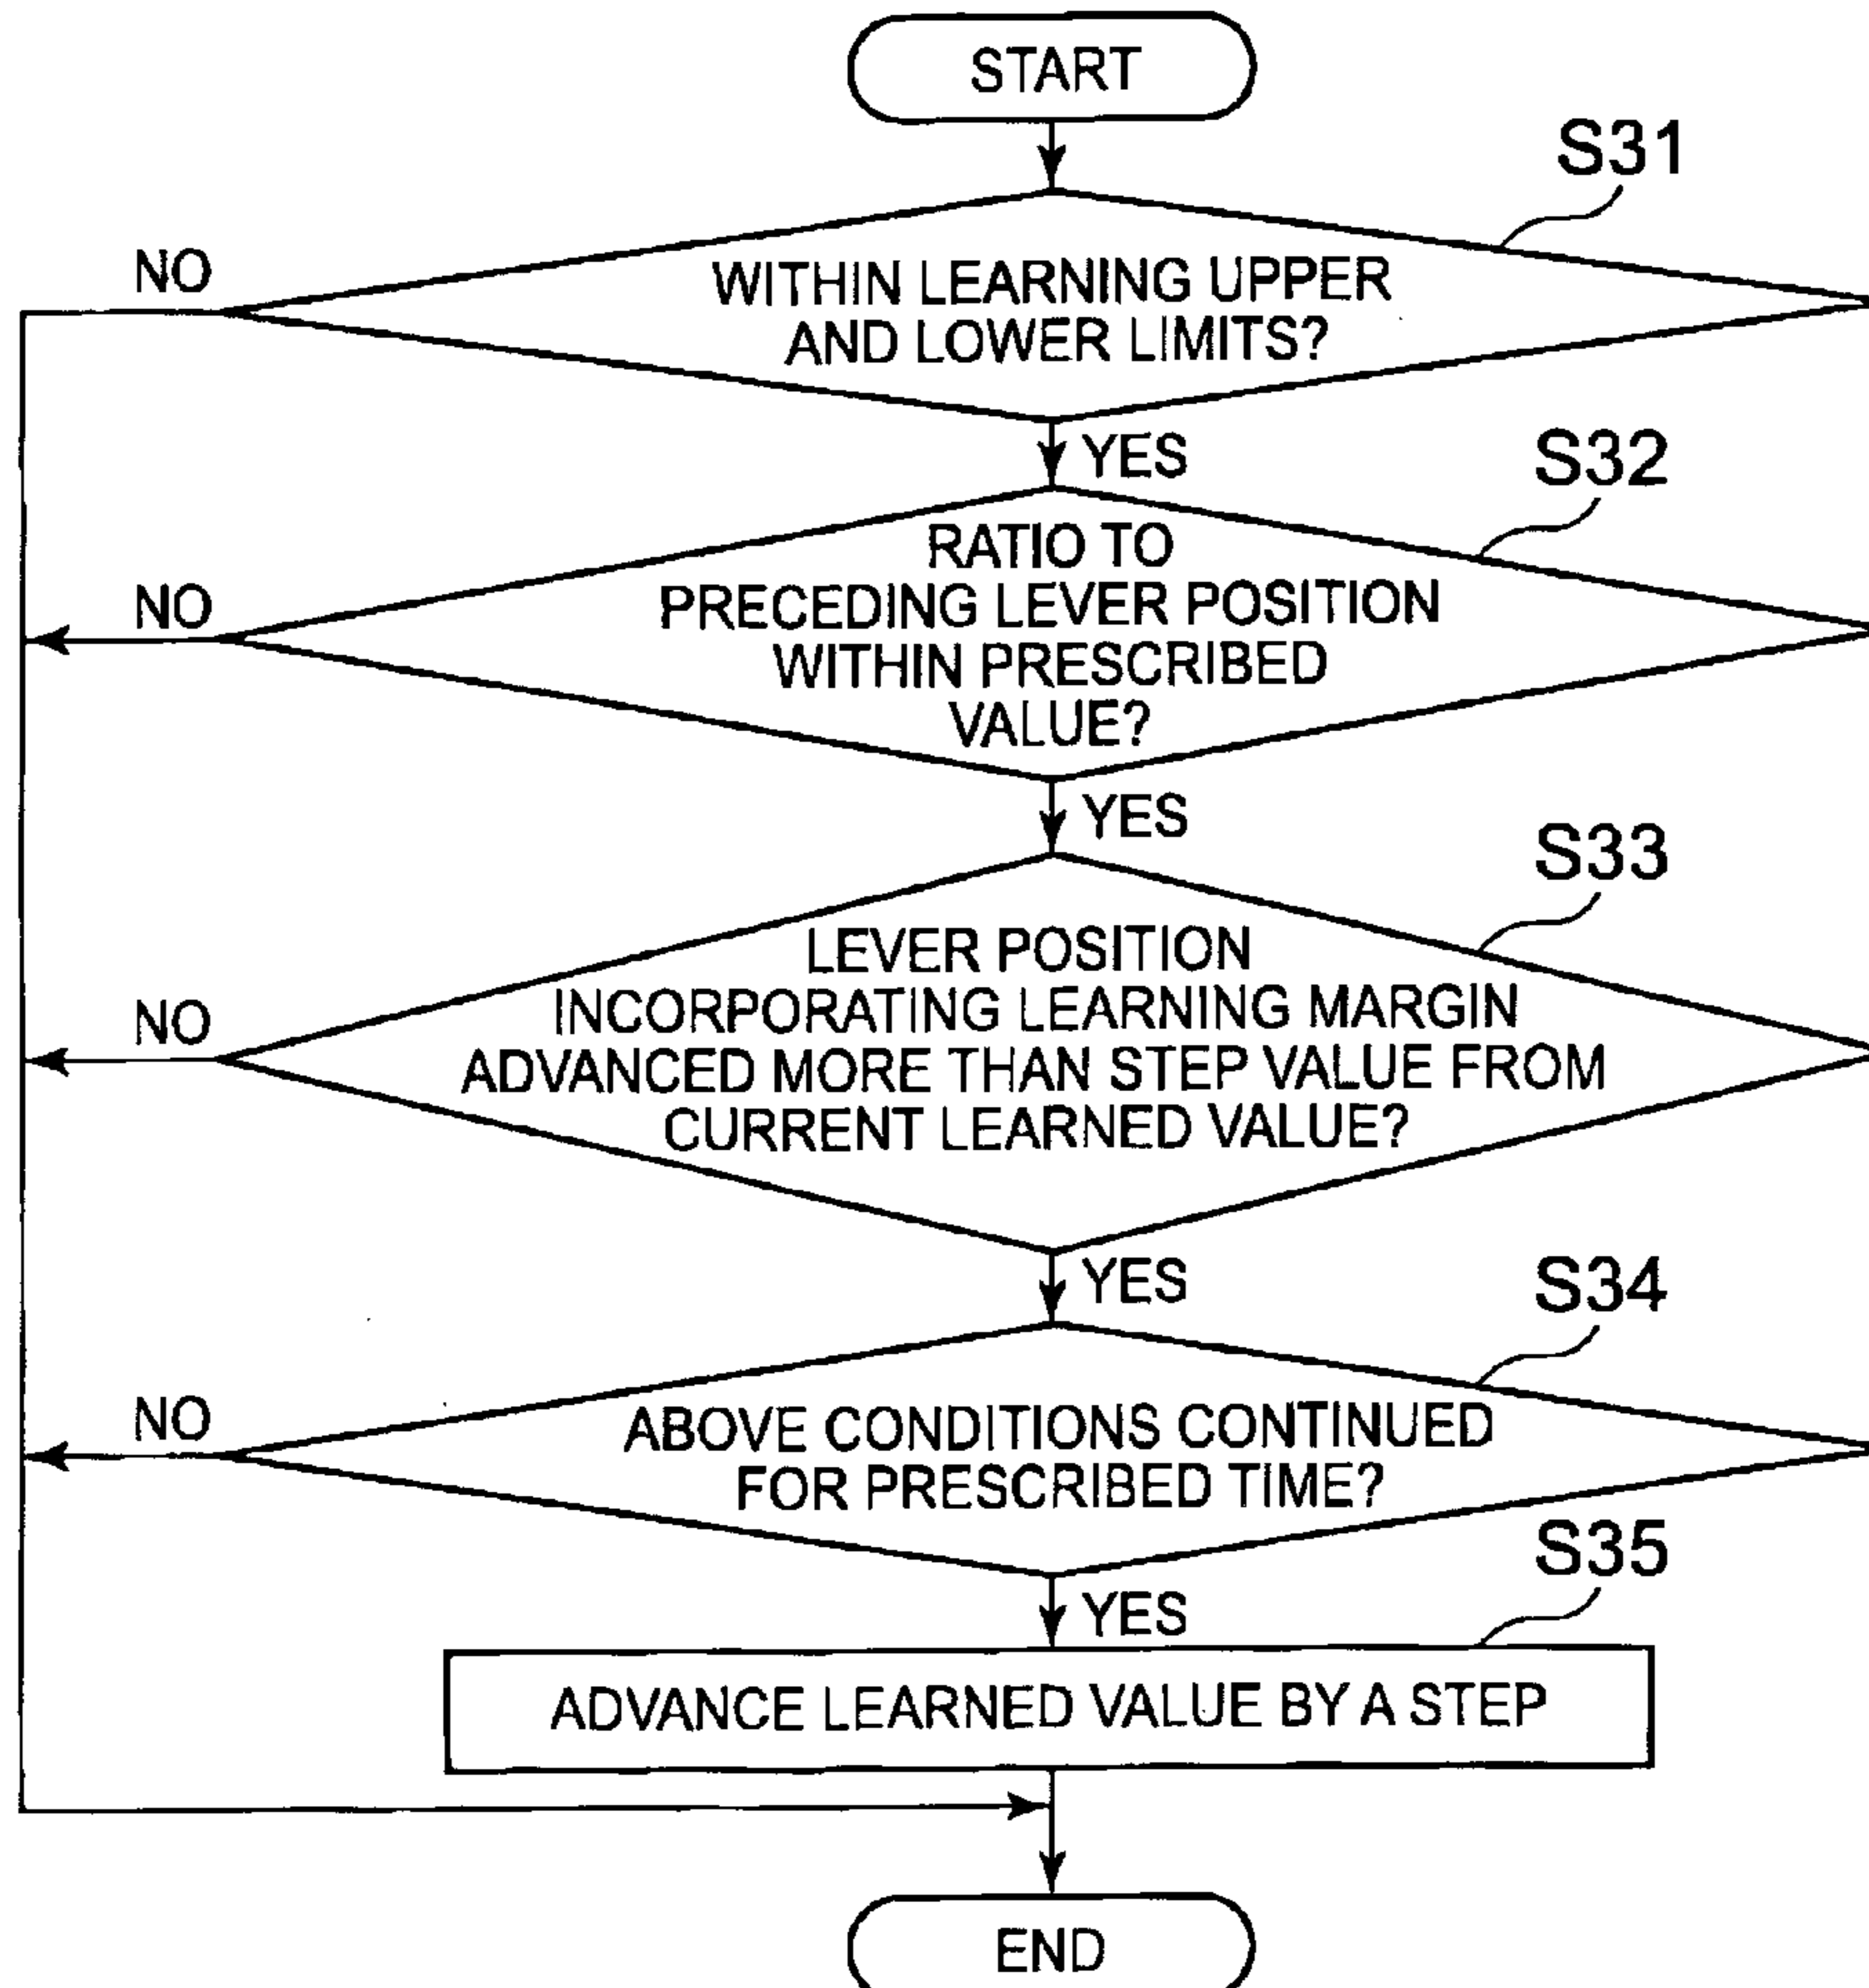 START
S31
NO
WITHIN LEARNING UPPER
AND LOWER LIMITS?
YES
S32
RATIO TO
NO
PRECEDING LEVER POSITION
WITHIN PRESCRIBED
VALUE?
YES
S33
LEVER POSITION
NO
INCORPORATING LEARNING MARGIN
ADVANCED MORE THAN STEP VALUE FROM
CURRENT LEARNED VALUE?
YES
S34
NO
ABOVE CONDITIONS CONTINUED
FOR PRESCRIBED TIME?
S35
YES
ADVANCE LEARNED VALUE BY A STEP
END